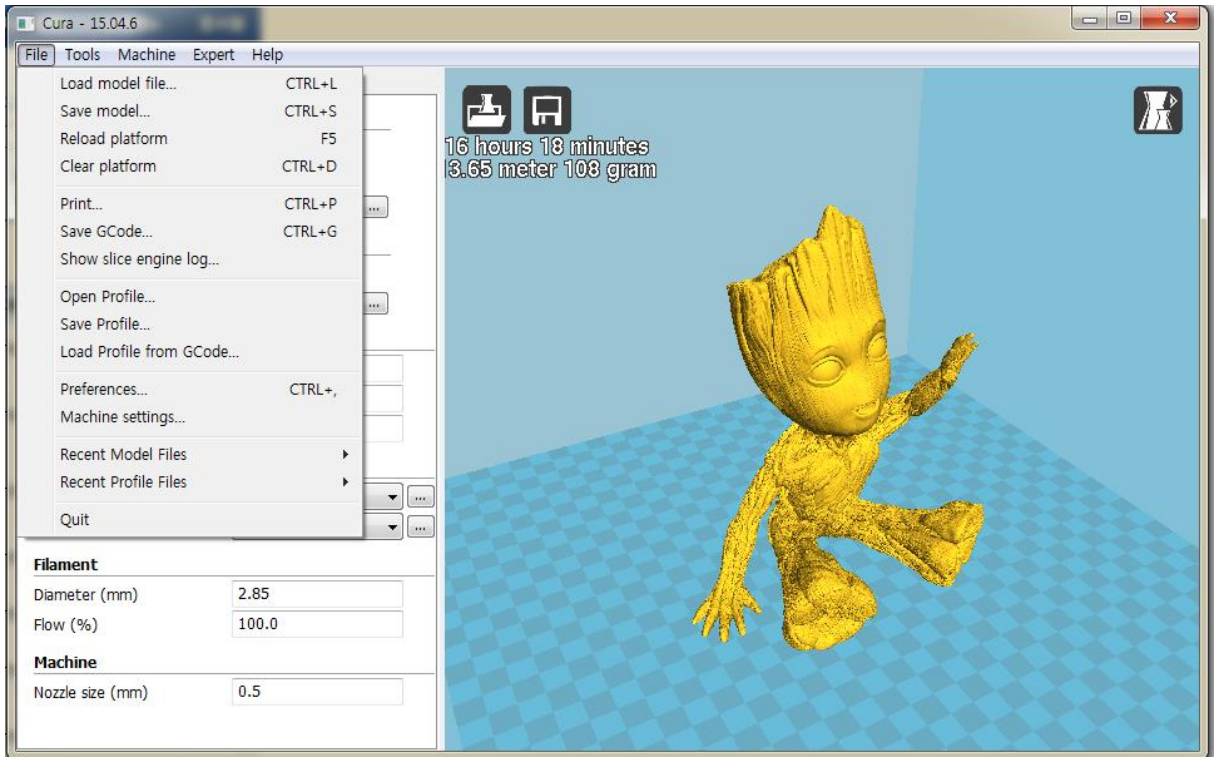 Cura - 15.04.6
File Tools Machine Expert Help
Load model file... CTRL+L
Save model... CTRL+S
Reload platform F5
Clear platform CTRL+D
Print... CTRL+P
Save GCode... CTRL+G
Show slice engine log...
Open Profile...
Save Profile...
Load Profile from GCode...
Preferences... CTRL+,
Machine settings...
Recent Model Files
Recent Profile Files
Quit
...
...
...
...
Filament
Diameter (mm) 2.85
Flow (%) 100.0
Machine
Nozzle size (mm) 0.5
16 hours 18 minutes
13.65 meter 108 gram